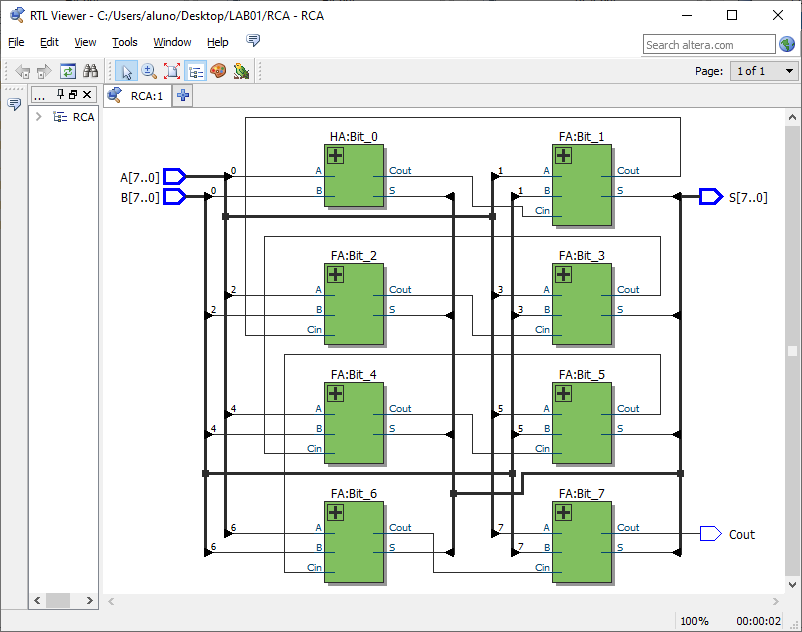 RTL Viewer - C:/Users/aluno/Desktop/LAB01/RCA - RCA
File Edit View Tools Window Help
Search altera.com
Page: 1 of 1
...
RCA:1
RCA
HA:Bit_0
FA:Bit_1
A[7..0] 0 A Cout 1 A Cout
B[7..0] 0 B S 1 B S S[7..0]
Cin
FA:Bit_2
FA:Bit_3
2 A Cout 3 A Cout
2 B S 3 B S
Cin Cin
FA:Bit_4
FA:Bit_5
4 A Cout 5 A Cout
4 B S 5 B S
Cin Cin
FA:Bit_6
FA:Bit_7
6 A Cout 7 A Cout Cout
6 B S 7 B S
Cin Cin
100% 00:00:02